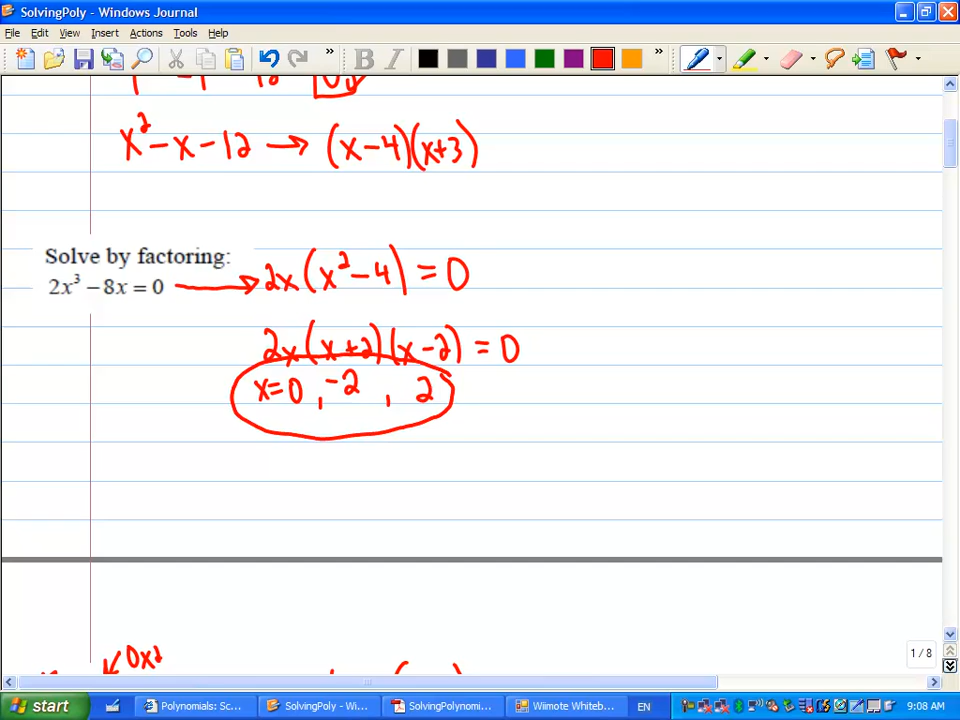 SolvingPoly - Windows Journal
File Edit View Insert Actions Tools Help
B I
x² - x - 12 → (x-4)(x+3)
Solve by factoring:
2x³ − 8x = 0 → 2x(x² - 4) = 0
2x(x+2)(x-2) = 0
x = 0, -2, 2
1 / 8
0x²
start Polynomials: Sc... SolvingPoly - Wi... SolvingPolynomi... Wiimote Whiteb... EN 9:08 AM